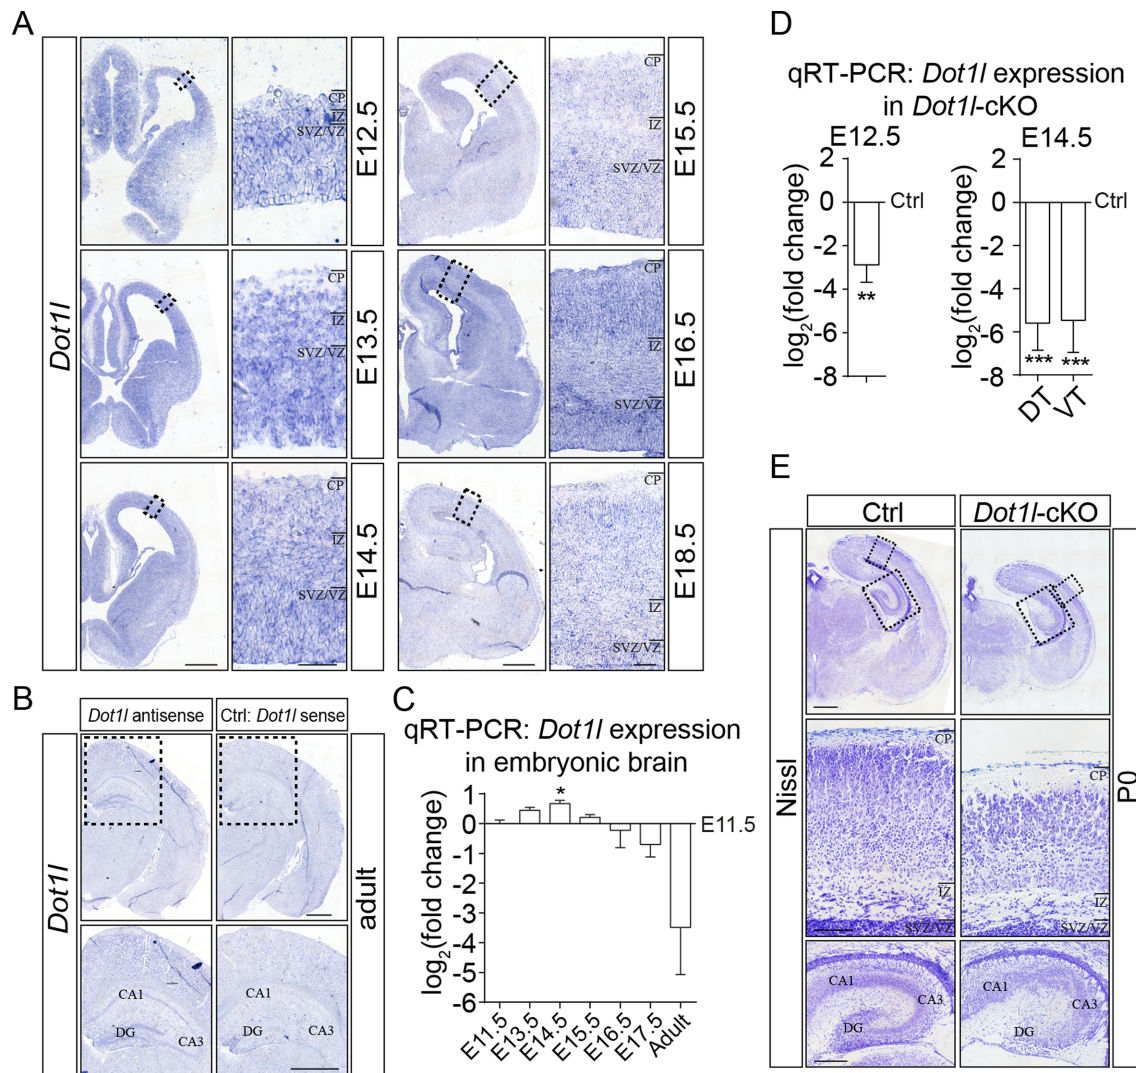 A
Dot1l
CP
IZ
SVZ/VZ
E12.5
CP
IZ
SVZ/VZ
E15.5
CP
IZ
SVZ/VZ
E13.5
CP
IZ
SVZ/VZ
E16.5
CP
IZ
SVZ/VZ
E14.5
CP
IZ
SVZ/VZ
E18.5
B
Dot1l antisense
Ctrl: Dot1l sense
Dot1l
adult
CA1
DG
CA3
CA1
DG
CA3
C
qRT-PCR: Dot1l expression
in embryonic brain
log2(fold change)
1
0
-1
-2
-3
-4
-5
-6
*
E11.5
E11.5
E13.5
E14.5
E15.5
E16.5
E17.5
Adult
D
qRT-PCR: Dot1l expression
in Dot1l-cKO
E12.5
log2(fold change)
2
0
-2
-4
-6
-8
Ctrl
**
E14.5
log2(fold change)
2
0
-2
-4
-6
-8
Ctrl
*** ***
DT
VT
E
Ctrl
Dot1l-cKO
Nissl
P0
CP
IZ
SVZ/VZ
CP
IZ
SVZ/VZ
CA1
CA3
DG
CA1
CA3
DG